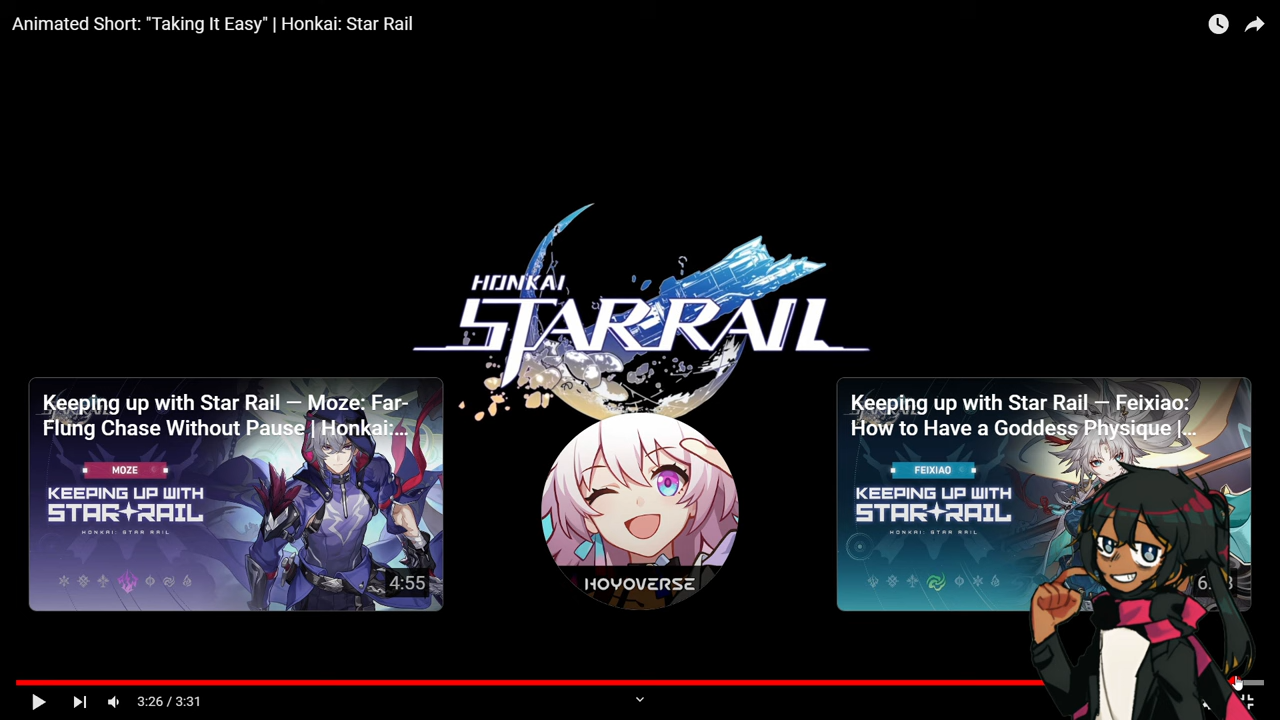 Animated Short: "Taking It Easy" | Honkai: Star Rail
HONKAI
STAR RAIL
Keeping up with Star Rail — Moze: Far-
Flung Chase Without Pause | Honkai:...
MOZE
KEEPING UP WITH
STAR RAIL
HONKAI: STAR RAIL
4:55
HOYOVERSE
Keeping up with Star Rail — Feixiao:
How to Have a Goddess Physique |...
FEIXIAO
KEEPING UP WITH
STAR RAIL
HONKAI: STAR RAIL
3:26 / 3:31